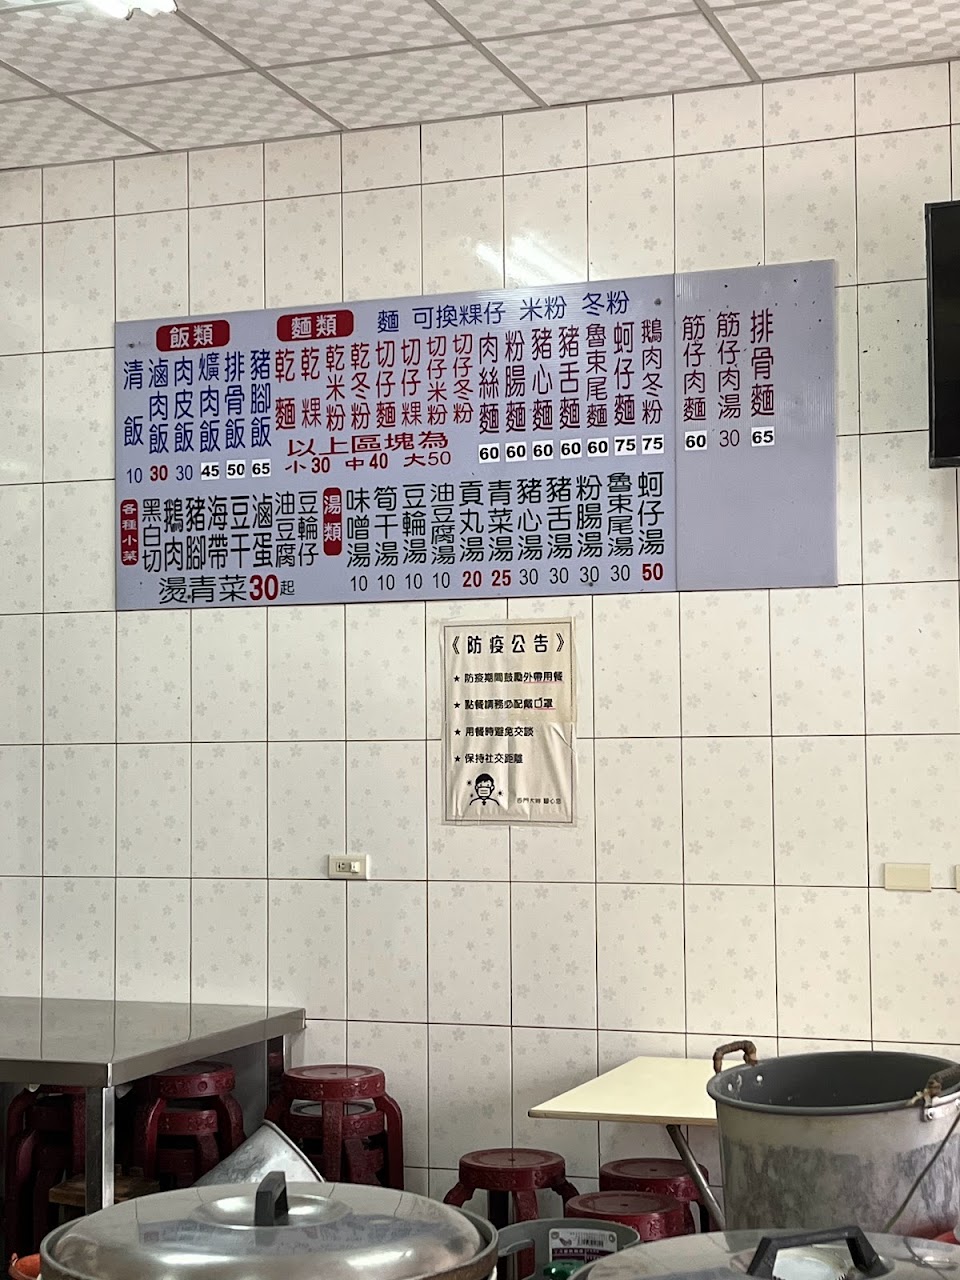 飯類
清飯 10
滷肉飯 30
肉皮飯 30
爌肉飯 45
排骨飯 50
豬腳飯 65
麵類
麵 可換粿仔 米粉 冬粉
乾麵
乾粿
乾米粉
乾冬粉
切仔麵
切仔粿
切仔米粉
切仔冬粉
以上區塊為
小30 中40 大50
肉絲麵 60
粉腸麵 60
豬心麵 60
豬舌麵 60
魯束尾麵 60
蚵仔麵 75
鵝肉冬粉 75
筋仔肉麵 60
筋仔肉湯 30
排骨麵 65
各種小菜
黑白切
鵝肉
豬腳
海帶
豆干
滷蛋
油豆腐
豆輪仔
燙青菜30起
湯類
味噌湯 10
筍干湯 10
豆輪湯 10
油豆腐湯 10
貢丸湯 20
青菜湯 25
豬心湯 30
豬舌湯 30
粉腸湯 30
魯束尾湯 30
蚵仔湯 50
《防疫公告》
★ 防疫期間鼓勵外帶用餐
★ 點餐請務必配戴口罩
★ 用餐時避免交談
★ 保持社交距離